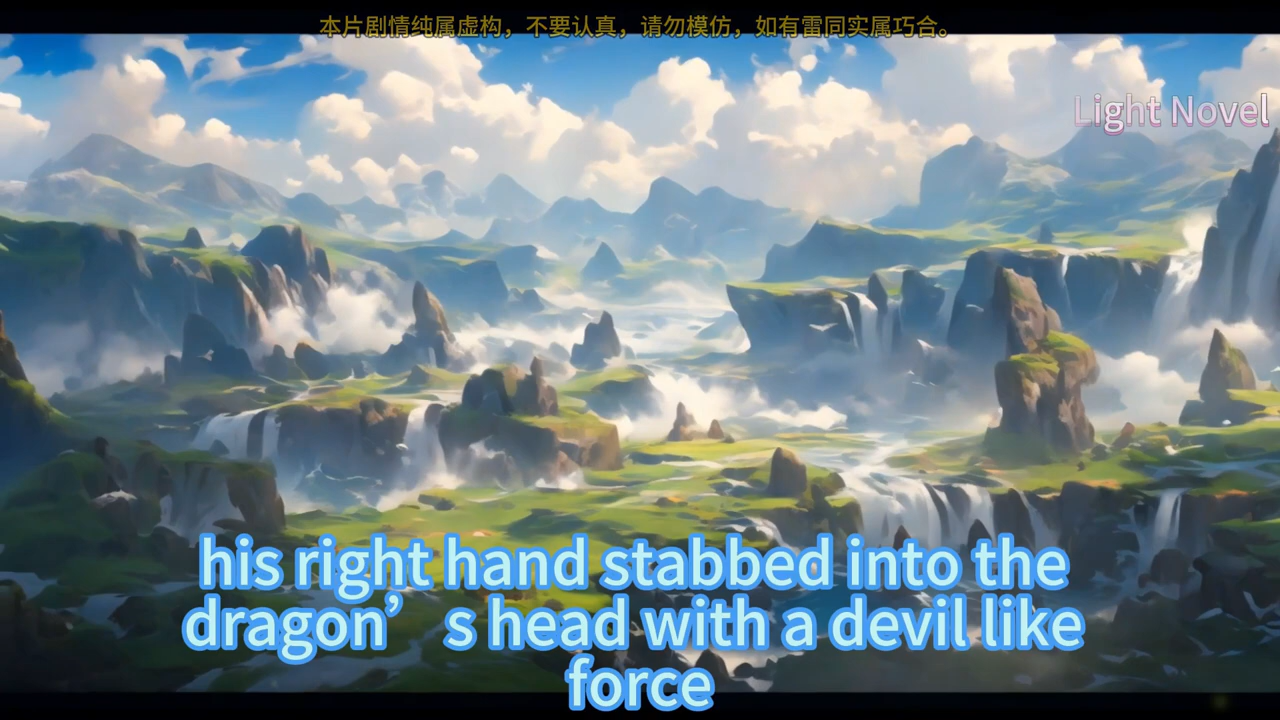 本片剧情纯属虚构，不要认真，请勿模仿，如有雷同实属巧合。
Light Novel
his right hand stabbed into the
dragon’s head with a devil like
force